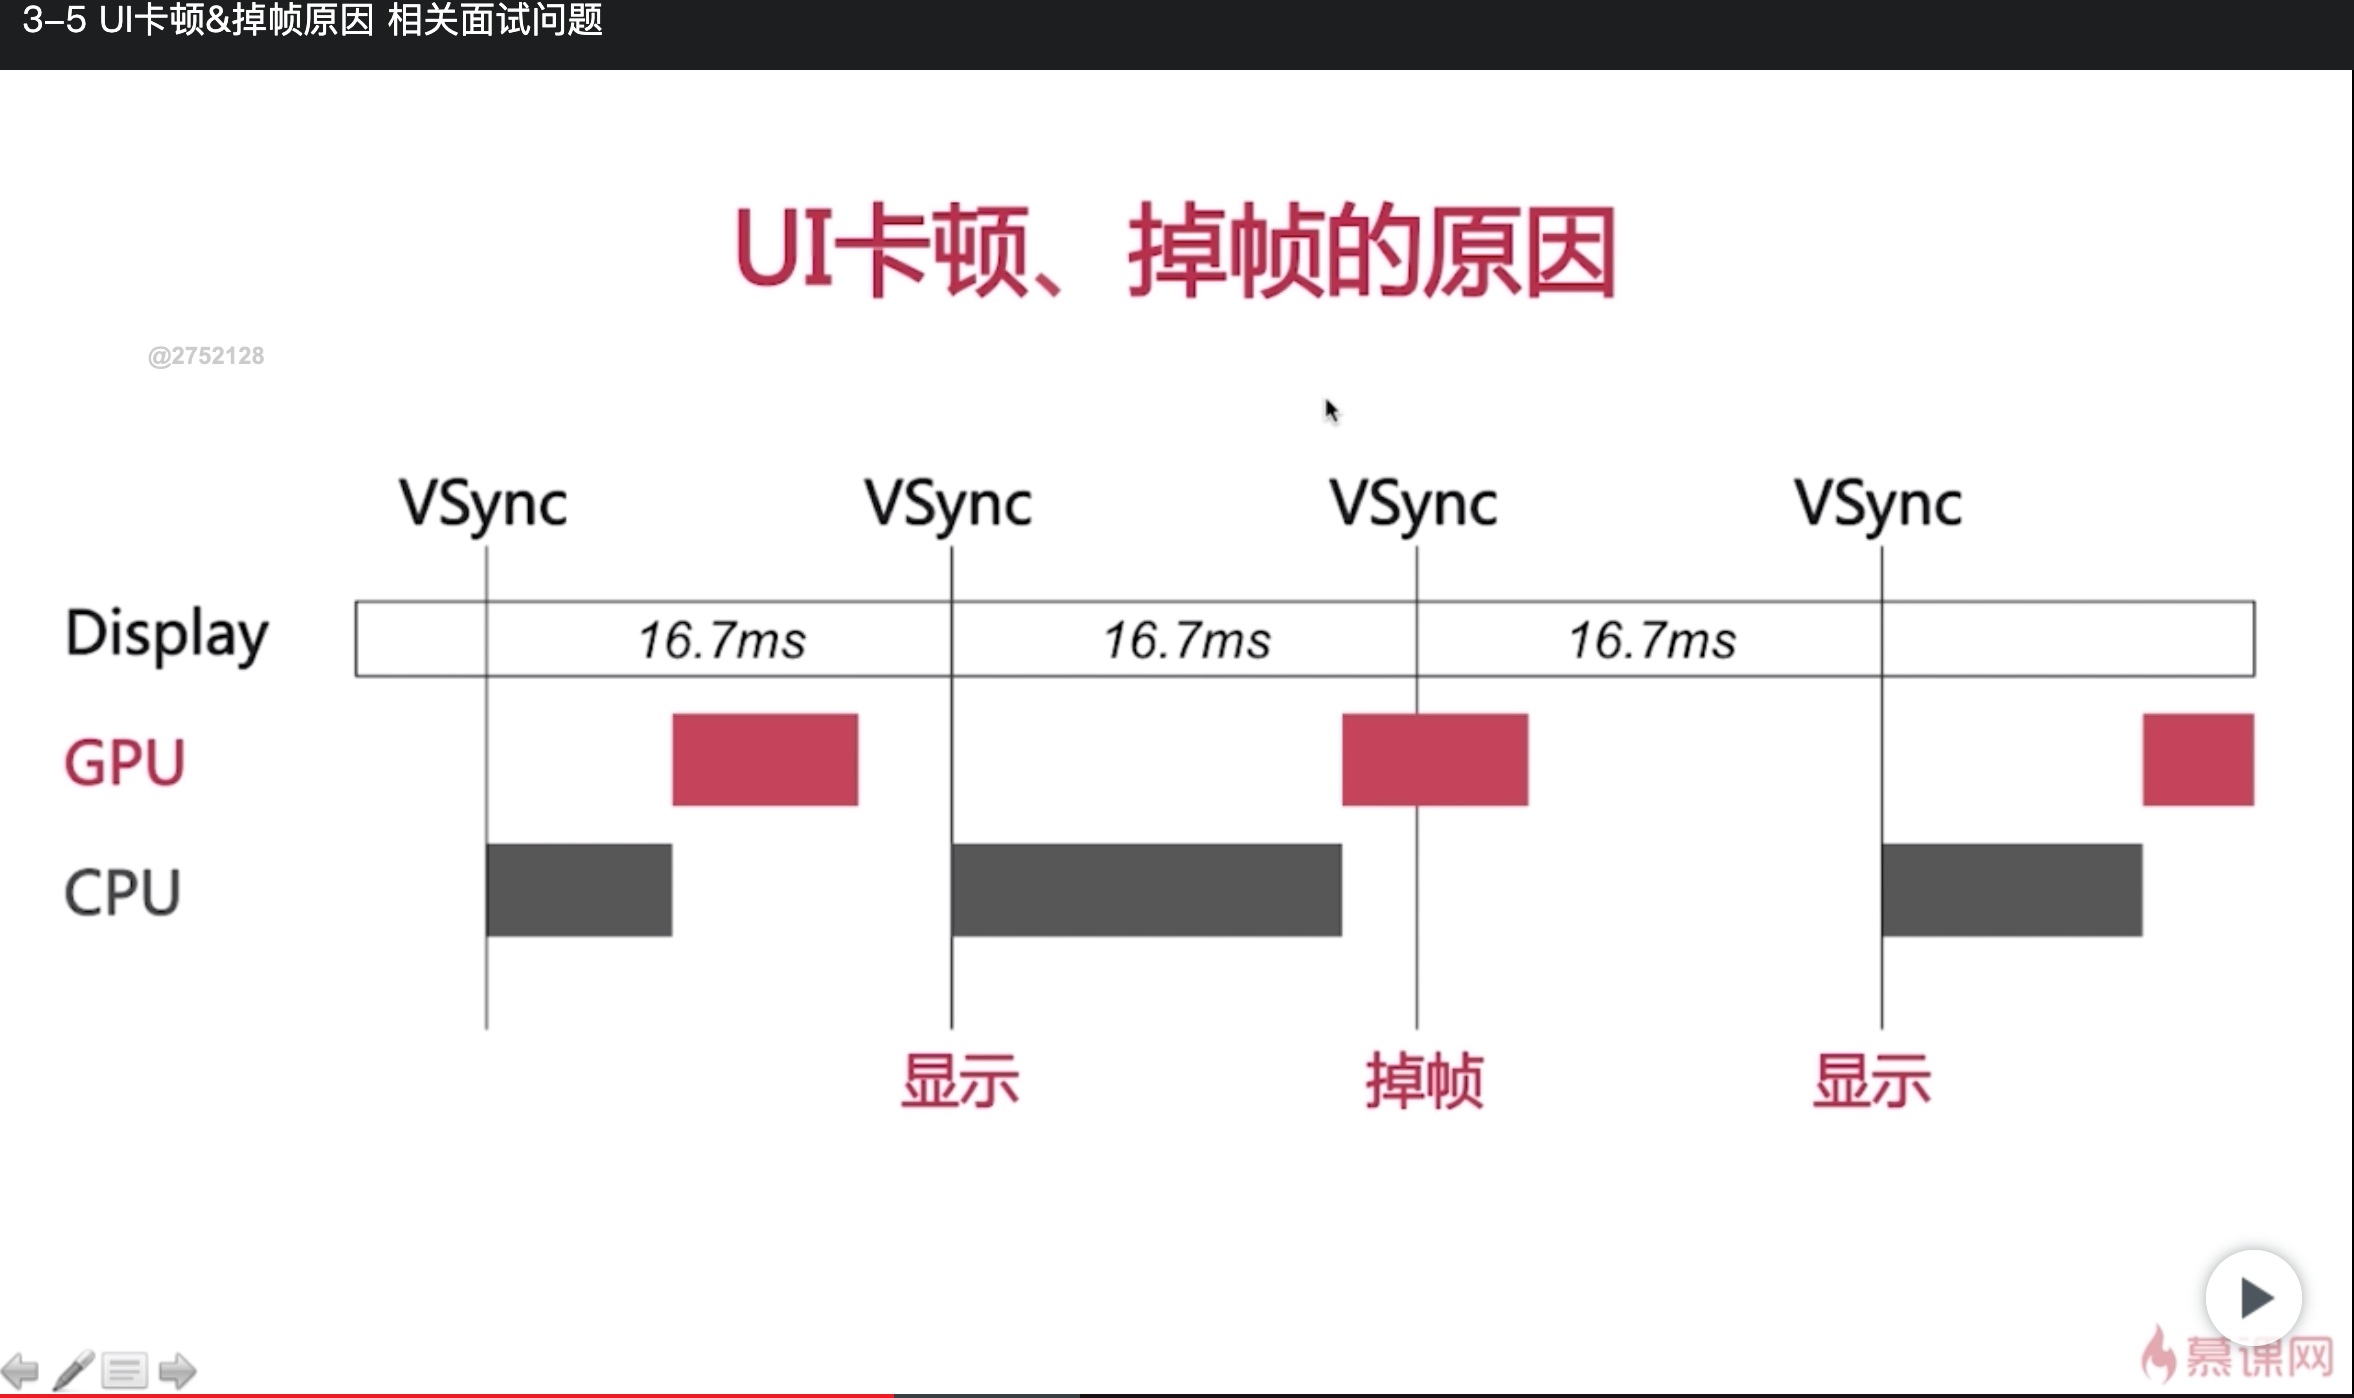 3-5 UI卡顿&掉帧原因 相关面试问题
UI卡顿、掉帧的原因
@2752128
VSync VSync VSync VSync
Display 16.7ms 16.7ms 16.7ms
GPU
CPU
显示 掉帧 显示
慕课网